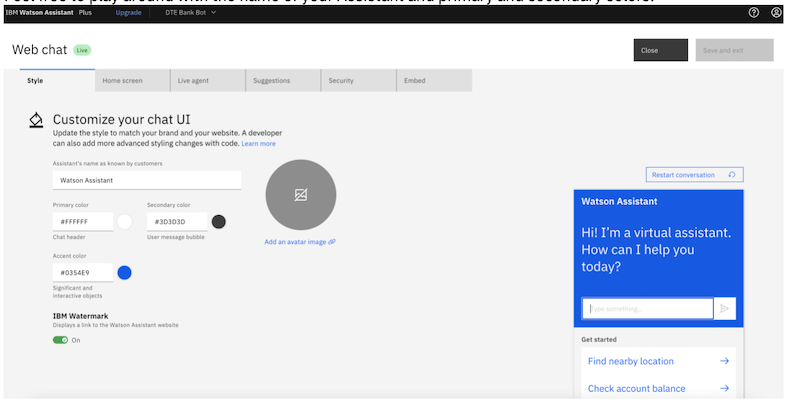 Feel free to play around with the name of your Assistant and primary and secondary colors.
IBM Watson Assistant Plus Upgrade DTE Bank Bot
Web chat Live
Close Save and exit
Style Home screen Live agent Suggestions Security Embed
Customize your chat UI
Update the style to match your brand and your website. A developer
can also add more advanced styling changes with code. Learn more
Assistant's name as known by customers
Watson Assistant
Primary color Secondary color
#FFFFFF #3D3D3D
Chat header User message bubble
Add an avatar image
Accent color
#0354E9
Significant and
interactive objects
IBM Watermark
Displays a link to the Watson Assistant website
On
Restart conversation
Watson Assistant
Hi! I'm a virtual assistant.
How can I help you
today?
Type something...
Get started
Find nearby location
Check account balance